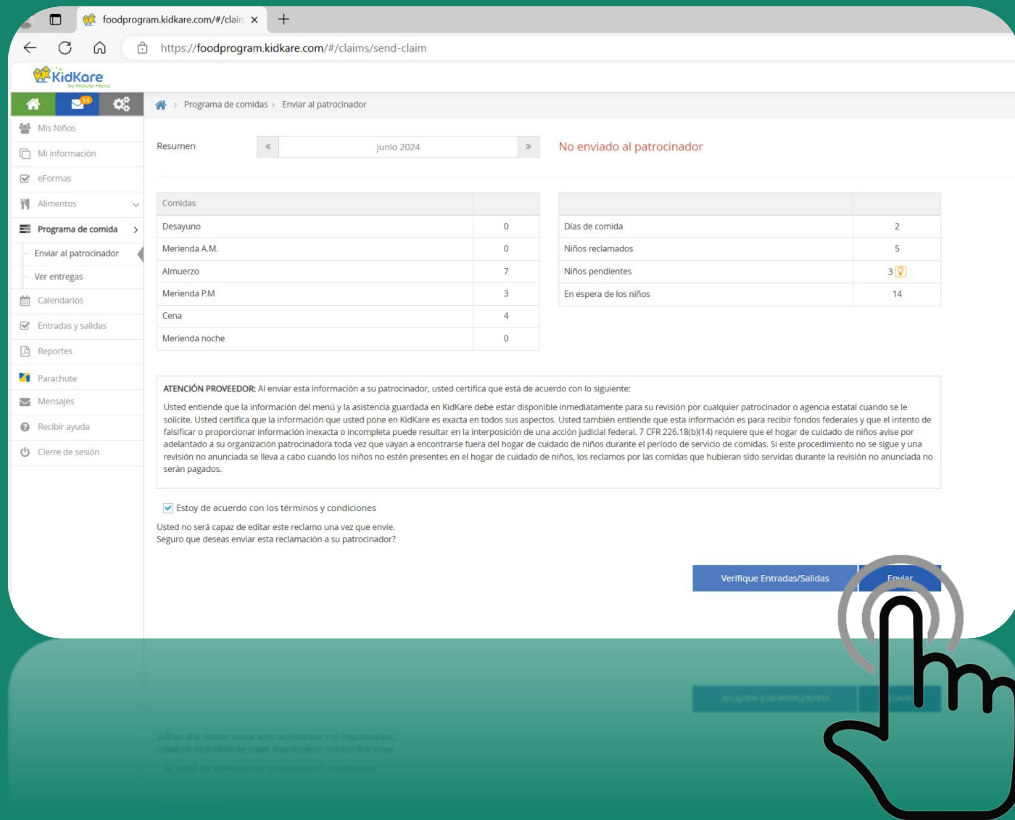 foodprogram.kidkare.com/#/clain
https://foodprogram.kidkare.com/#/claims/send-claim
KidKare
by Minute Menu
14
Programa de comidas > Enviar al patrocinador
Mis Niños
Mi información
eFormas
Alimentos
Programa de comida
Enviar al patrocinador
Ver entregas
Calendarios
Entradas y salidas
Reportes
Parachute
Mensajes
Recibir ayuda
Cierre de sesión
Resumen « junio 2024 » No enviado al patrocinador
Comidas
Desayuno 0
Merienda A.M. 0
Almuerzo 7
Merienda P.M 3
Cena 4
Merienda noche 0
Días de comida 2
Niños reclamados 5
Niños pendientes 3
En espera de los niños 14
ATENCIÓN PROVEEDOR: Al enviar esta información a su patrocinador, usted certifica que está de acuerdo con lo siguiente:
Usted entiende que la información del menú y la asistencia guardada en KidKare debe estar disponible inmediatamente para su revisión por cualquier patrocinador o agencia estatal cuando se le
solicite. Usted certifica que la información que usted pone en KidKare es exacta en todos sus aspectos. Usted también entiende que esta información es para recibir fondos federales y que el intento de
falsificar o proporcionar información inexacta o incompleta puede resultar en la interposición de una acción judicial federal. 7 CFR 226.18(b)(14) requiere que el hogar de cuidado de niños avise por
adelantado a su organización patrocinadora toda vez que vayan a encontrarse fuera del hogar de cuidado de niños durante el período de servicio de comidas. Si este procedimiento no se sigue y una
revisión no anunciada se lleva a cabo cuando los niños no estén presentes en el hogar de cuidado de niños, los reclamos por las comidas que hubieran sido servidas durante la revisión no anunciada no
serán pagados.
Estoy de acuerdo con los términos y condiciones
Usted no será capaz de editar este reclamo una vez que envíe.
Seguro que deseas enviar esta reclamación a su patrocinador?
Verifique Entradas/Salidas
Enviar